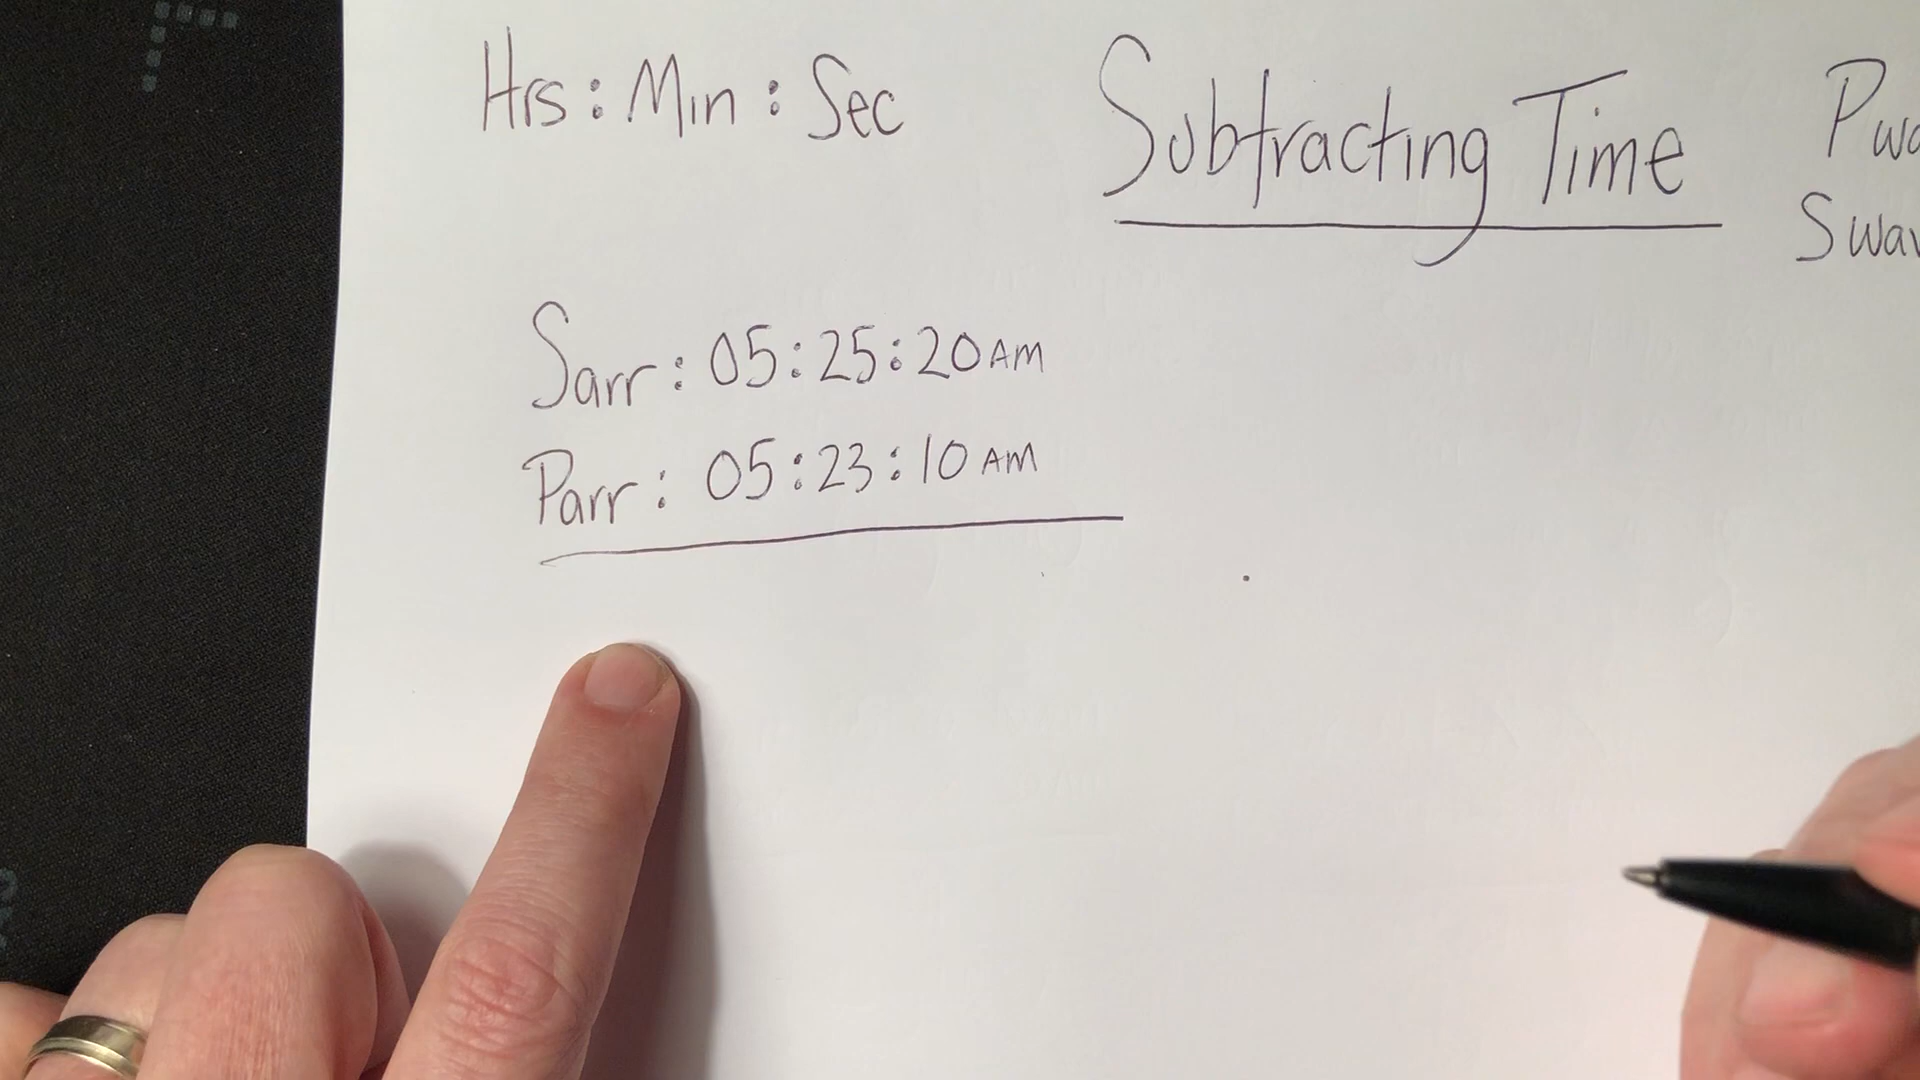 Hrs : Min : Sec
Subtracting Time
Sarr : 05:25:20 AM
Parr : 05:23:10 AM